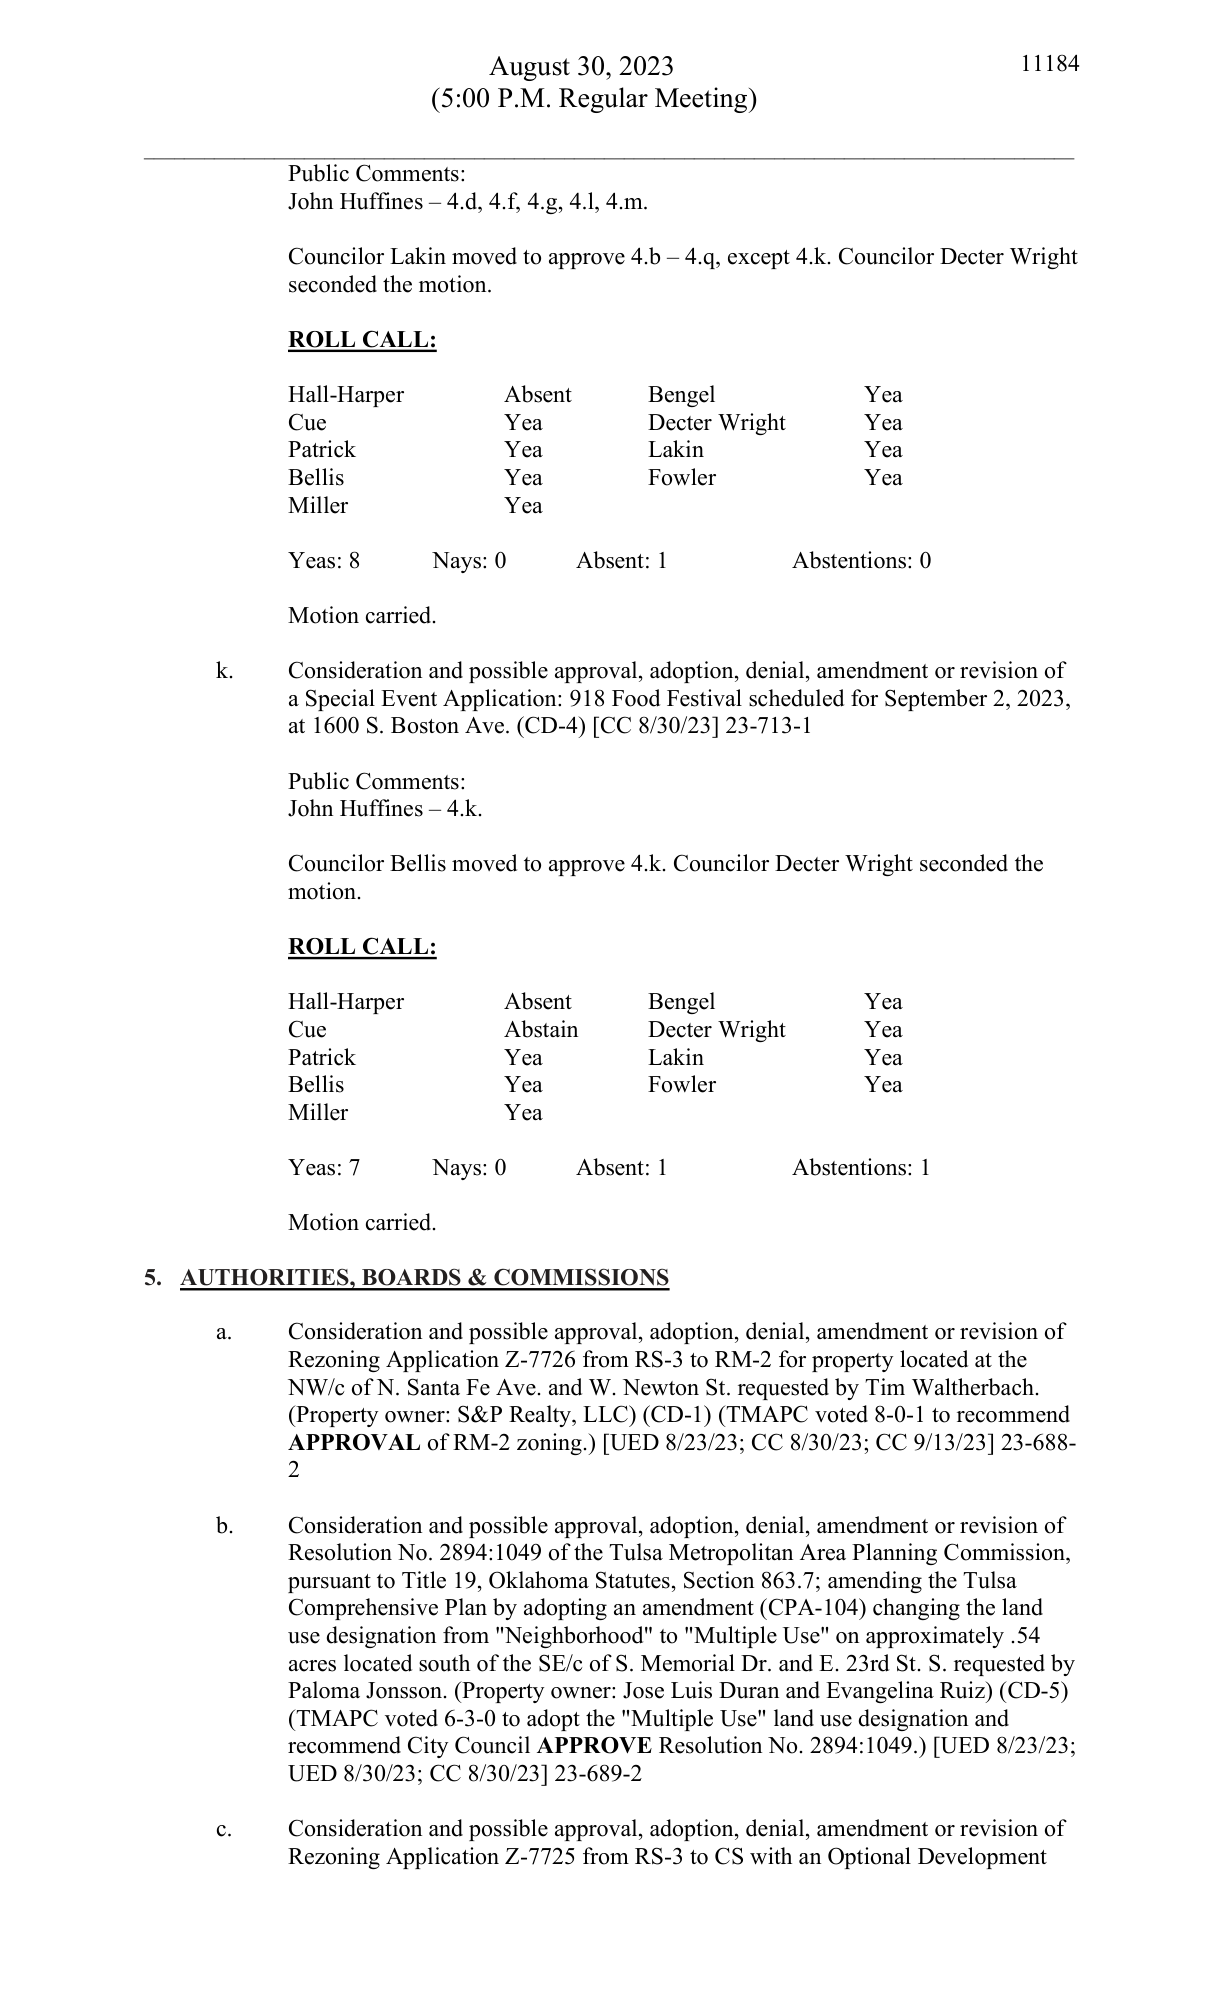 August 30, 2023
11184
(5:00 P.M. Regular Meeting)
Public Comments:
John Huffines – 4.d, 4.f, 4.g, 4.l, 4.m.
Councilor Lakin moved to approve 4.b – 4.q, except 4.k. Councilor Decter Wright
seconded the motion.
ROLL CALL:
Hall-Harper Absent Bengel Yea
Cue Yea Decter Wright Yea
Patrick Yea Lakin Yea
Bellis Yea Fowler Yea
Miller Yea
Yeas: 8 Nays: 0 Absent: 1 Abstentions: 0
Motion carried.
k. Consideration and possible approval, adoption, denial, amendment or revision of
a Special Event Application: 918 Food Festival scheduled for September 2, 2023,
at 1600 S. Boston Ave. (CD-4) [CC 8/30/23] 23-713-1
Public Comments:
John Huffines – 4.k.
Councilor Bellis moved to approve 4.k. Councilor Decter Wright seconded the
motion.
ROLL CALL:
Hall-Harper Absent Bengel Yea
Cue Abstain Decter Wright Yea
Patrick Yea Lakin Yea
Bellis Yea Fowler Yea
Miller Yea
Yeas: 7 Nays: 0 Absent: 1 Abstentions: 1
Motion carried.
5. AUTHORITIES, BOARDS & COMMISSIONS
a. Consideration and possible approval, adoption, denial, amendment or revision of
Rezoning Application Z-7726 from RS-3 to RM-2 for property located at the
NW/c of N. Santa Fe Ave. and W. Newton St. requested by Tim Waltherbach.
(Property owner: S&P Realty, LLC) (CD-1) (TMAPC voted 8-0-1 to recommend
APPROVAL of RM-2 zoning.) [UED 8/23/23; CC 8/30/23; CC 9/13/23] 23-688-
2
b. Consideration and possible approval, adoption, denial, amendment or revision of
Resolution No. 2894:1049 of the Tulsa Metropolitan Area Planning Commission,
pursuant to Title 19, Oklahoma Statutes, Section 863.7; amending the Tulsa
Comprehensive Plan by adopting an amendment (CPA-104) changing the land
use designation from "Neighborhood" to "Multiple Use" on approximately .54
acres located south of the SE/c of S. Memorial Dr. and E. 23rd St. S. requested by
Paloma Jonsson. (Property owner: Jose Luis Duran and Evangelina Ruiz) (CD-5)
(TMAPC voted 6-3-0 to adopt the "Multiple Use" land use designation and
recommend City Council APPROVE Resolution No. 2894:1049.) [UED 8/23/23;
UED 8/30/23; CC 8/30/23] 23-689-2
c. Consideration and possible approval, adoption, denial, amendment or revision of
Rezoning Application Z-7725 from RS-3 to CS with an Optional Development